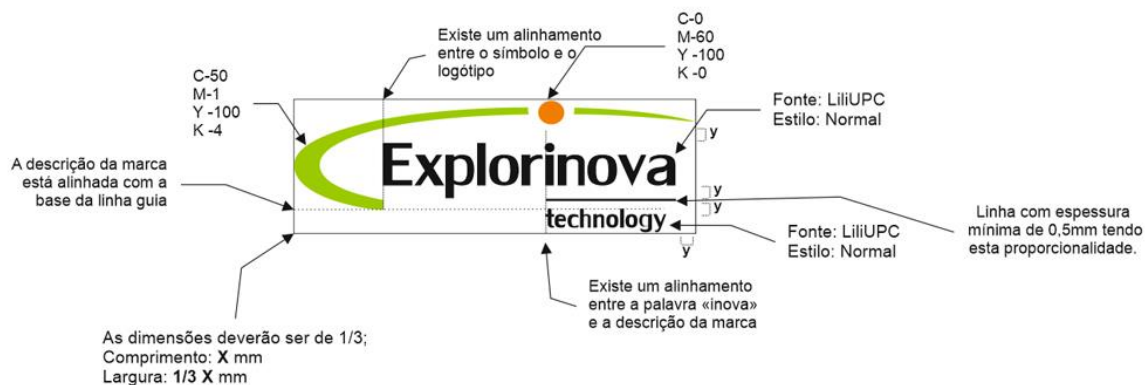 C-0
M-60
Y -100
K -0
Existe um alinhamento
entre o símbolo e o
logótipo
C-50
M-1
Y -100
K -4
Fonte: LiliUPC
Estilo: Normal
y
A descrição da marca
está alinhada com a
base da linha guia
Explorinova
y
y
technology
y
Linha com espessura
mínima de 0,5mm tendo
esta proporcionalidade.
Fonte: LiliUPC
Estilo: Normal
Existe um alinhamento
entre a palavra «inova»
e a descrição da marca
As dimensões deverão ser de 1/3;
Comprimento: X mm
Largura: 1/3 X mm